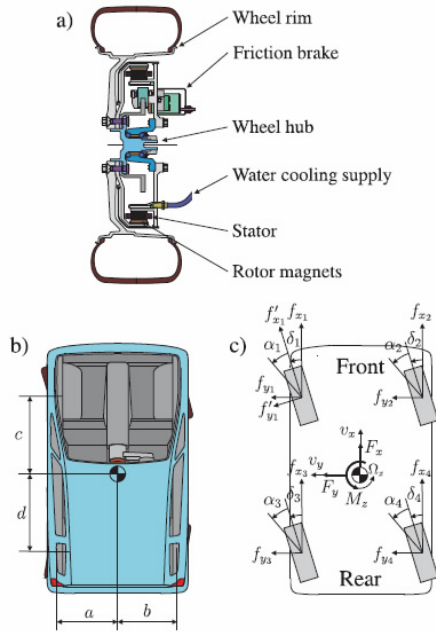 a)
Wheel rim
Friction brake
Wheel hub
Water cooling supply
Stator
Rotor magnets
b)
c
d
a
b
c)
f'x1
fx1
fx2
α1
δ1
α2
δ2
Front
fy1
f'y1
fy2
vx
Fx
vy
Fy
Ωz
Mz
fx3
fx4
α3
δ3
α4
δ4
fy3
fy4
Rear